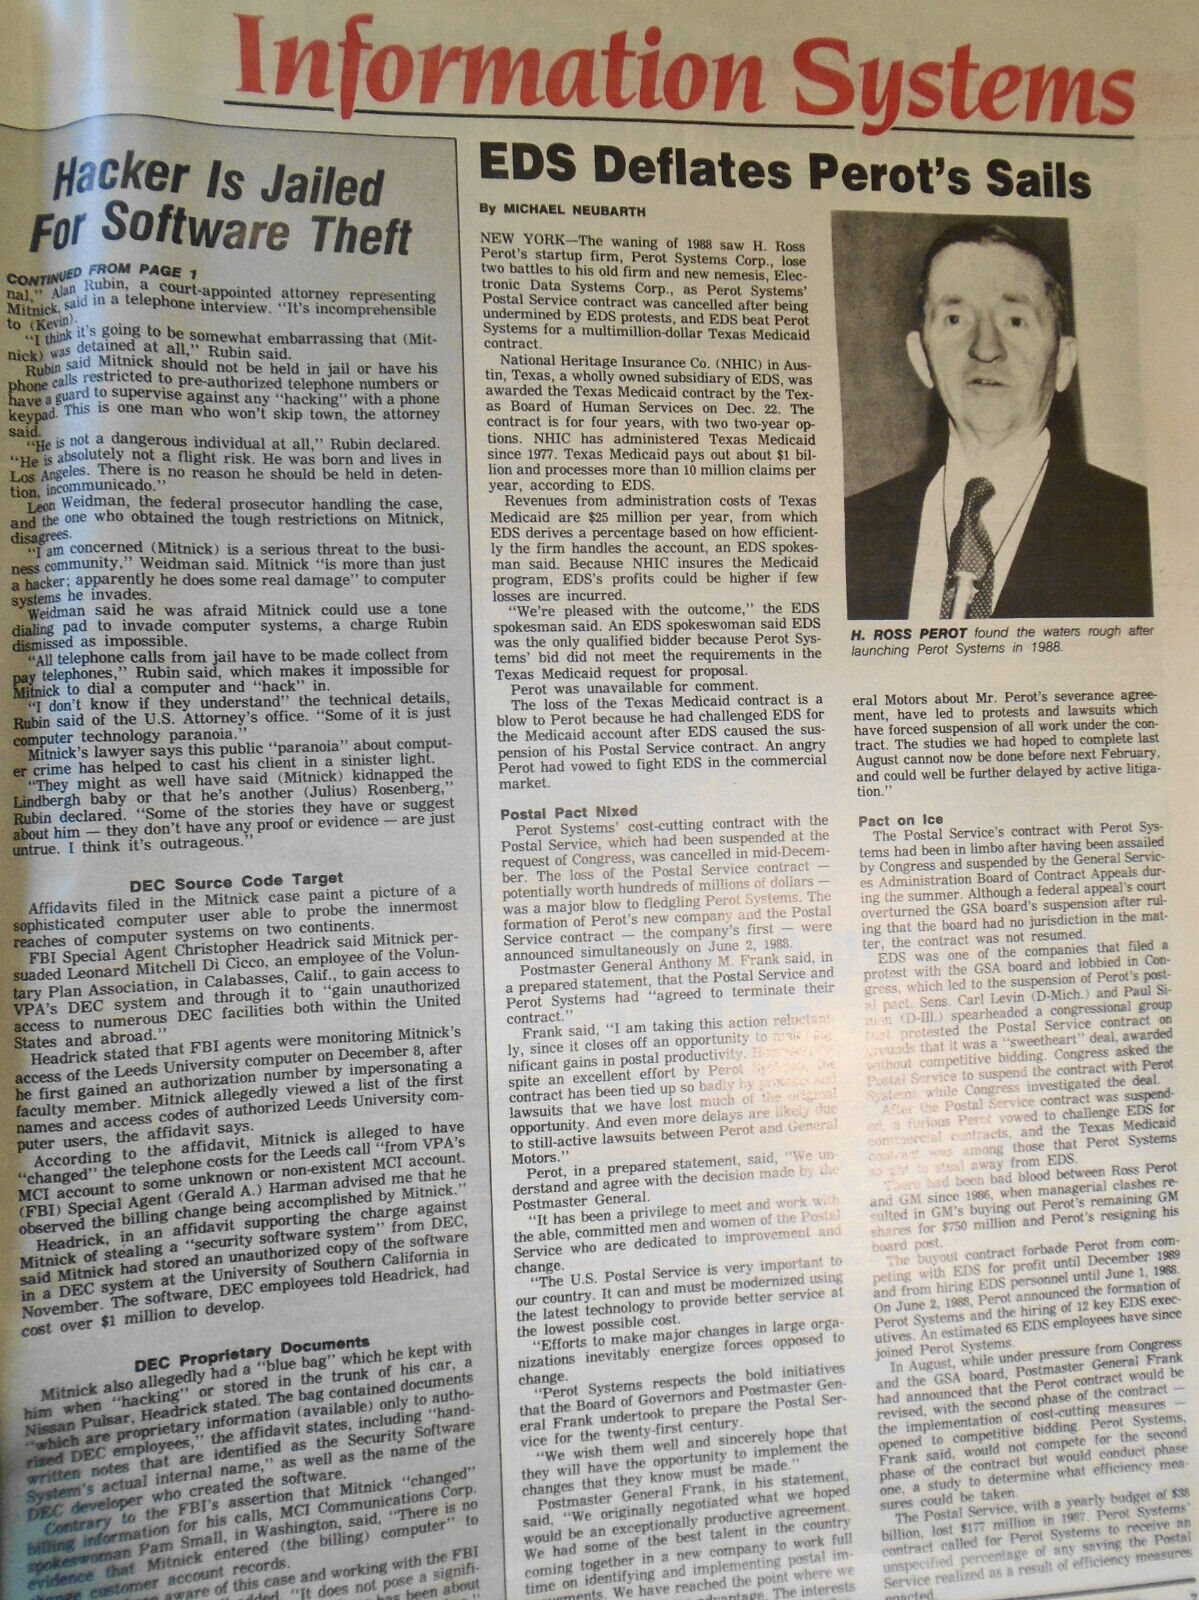 Information Systems
Hacker Is Jailed
For Software Theft
CONTINUED FROM PAGE 1
nal," Alan Rubin, a court-appointed attorney representing
Mitnick, said in a telephone interview. "It's incomprehensible
to (Kevin).
"I think it's going to be somewhat embarrassing that (Mit-
nick) was detained at all," Rubin said.
Rubin said Mitnick should not be held in jail or have his
phone calls restricted to pre-authorized telephone numbers or
have a guard to supervise against any "hacking" with a phone
keypad. This is one man who won't skip town, the attorney
said.
"He is not a dangerous individual at all," Rubin declared.
"He is absolutely not a flight risk. He was born and lives in
Los Angeles. There is no reason he should be held in deten-
tion, incommunicado."
Leon Weidman, the federal prosecutor handling the case,
and the one who obtained the tough restrictions on Mitnick,
disagrees.
"I am concerned (Mitnick) is a serious threat to the busi-
ness community," Weidman said. Mitnick "is more than just
a hacker; apparently he does some real damage" to computer
systems he invades.
Weidman said he was afraid Mitnick could use a tone
dialing pad to invade computer systems, a charge Rubin
dismissed as impossible.
"All telephone calls from jail have to be made collect from
pay telephones," Rubin said, which makes it impossible for
Mitnick to dial a computer and "hack" in.
"I don't know if they understand" the technical details,
Rubin said of the U.S. Attorney's office. "Some of it is just
computer technology paranoia."
Mitnick's lawyer says this public "paranoia" about comput-
er crime has helped to cast his client in a sinister light.
"They might as well have said (Mitnick) kidnapped the
Lindbergh baby or that he's another (Julius) Rosenberg,"
Rubin declared. "Some of the stories they have or suggest
about him — they don't have any proof or evidence — are just
untrue. I think it's outrageous."
DEC Source Code Target
Affidavits filed in the Mitnick case paint a picture of a
sophisticated computer user able to probe the innermost
reaches of computer systems on two continents.
FBI Special Agent Christopher Headrick said Mitnick per-
suaded Leonard Mitchell Di Cicco, an employee of the Volun-
tary Plan Association, in Calabasses, Calif., to gain access to
VPA's DEC system and through it to "gain unauthorized
access to numerous DEC facilities both within the United
States and abroad."
Headrick stated that FBI agents were monitoring Mitnick's
access of the Leeds University computer on December 8, after
he first gained an authorization number by impersonating a
faculty member. Mitnick allegedly viewed a list of the first
names and access codes of authorized Leeds University com-
puter users, the affidavit says.
According to the affidavit, Mitnick is alleged to have
"changed" the telephone costs for the Leeds call "from VPA's
MCI account to some unknown or non-existent MCI account.
(FBI) Special Agent (Gerald A.) Harman advised me that he
observed the billing change being accomplished by Mitnick."
Headrick, in an affidavit supporting the charge against
Mitnick of stealing a "security software system" from DEC,
said Mitnick had stored an unauthorized copy of the software
in a DEC system at the University of Southern California in
November. The software, DEC employees told Headrick, had
cost over $1 million to develop.
DEC Proprietary Documents
Mitnick also allegedly had a "blue bag" which he kept with
him when "hacking" or stored in the trunk of his car, a
Nissan Pulsar, Headrick stated. The bag contained documents
"which are proprietary information (available) only to autho-
rized DEC employees," the affidavit states, including "hand-
written notes that are identified as the Security Software
System's actual internal name," as well as the name of the
DEC developer who created the software.
Contrary to the FBI's assertion that Mitnick "changed"
billing information for his calls, MCI Communications Corp.
spokeswoman Pam Small, in Washington, said, "There is no
evidence that Mitnick entered (the billing) computer" to
change customer account records.
aware of this case and working with the FBI
"It does not pose a signifi-
been about
EDS Deflates Perot's Sails
By MICHAEL NEUBARTH
NEW YORK—The waning of 1988 saw H. Ross
Perot's startup firm, Perot Systems Corp., lose
two battles to his old firm and new nemesis, Elec-
tronic Data Systems Corp., as Perot Systems'
Postal Service contract was cancelled after being
undermined by EDS protests, and EDS beat Perot
Systems for a multimillion-dollar Texas Medicaid
contract.
National Heritage Insurance Co. (NHIC) in Aus-
tin, Texas, a wholly owned subsidiary of EDS, was
awarded the Texas Medicaid contract by the Tex-
as Board of Human Services on Dec. 22. The
contract is for four years, with two two-year op-
tions. NHIC has administered Texas Medicaid
since 1977. Texas Medicaid pays out about $1 bil-
lion and processes more than 10 million claims per
year, according to EDS.
Revenues from administration costs of Texas
Medicaid are $25 million per year, from which
EDS derives a percentage based on how efficient-
ly the firm handles the account, an EDS spokes-
man said. Because NHIC insures the Medicaid
program, EDS's profits could be higher if few
losses are incurred.
"We're pleased with the outcome," the EDS
spokesman said. An EDS spokeswoman said EDS
was the only qualified bidder because Perot Sys-
tems' bid did not meet the requirements in the
Texas Medicaid request for proposal.
Perot was unavailable for comment.
The loss of the Texas Medicaid contract is a
blow to Perot because he had challenged EDS for
the Medicaid account after EDS caused the sus-
pension of his Postal Service contract. An angry
Perot had vowed to fight EDS in the commercial
market.
Postal Pact Nixed
Perot Systems' cost-cutting contract with the
Postal Service, which had been suspended at the
request of Congress, was cancelled in mid-Decem-
ber. The loss of the Postal Service contract —
potentially worth hundreds of millions of dollars —
was a major blow to fledgling Perot Systems. The
formation of Perot's new company and the Postal
Service contract — the company's first — were
announced simultaneously on June 2, 1988.
Postmaster General Anthony M. Frank said, in
a prepared statement, that the Postal Service and
Perot Systems had "agreed to terminate their
contract."
Frank said, "I am taking this action reluctant-
ly, since it closes off an opportunity to make sig-
nificant gains in postal productivity. However,
spite an excellent effort by Perot Systems, the
contract has been tied up so badly by protests and
lawsuits that we have lost much of the original
opportunity. And even more delays are likely due
to still-active lawsuits between Perot and General
Motors."
Perot, in a prepared statement, said, "We un-
derstand and agree with the decision made by the
Postmaster General.
"It has been a privilege to meet and work with
the able, committed men and women of the Postal
Service who are dedicated to improvement and
change.
"The U.S. Postal Service is very important to
our country. It can and must be modernized using
the latest technology to provide better service at
the lowest possible cost.
"Efforts to make major changes in large orga-
nizations inevitably energize forces opposed to
change.
"Perot Systems respects the bold initiatives
that the Board of Governors and Postmaster Gen-
eral Frank undertook to prepare the Postal Ser-
vice for the twenty-first century.
"We wish them well and sincerely hope that
they will have the opportunity to implement the
changes that they know must be made."
Postmaster General Frank, in his statement,
said, "We originally negotiated what we hoped
would be an exceptionally productive agreement.
We had some of the best talent in the country
coming together in a new company to work full
time on identifying and implementing postal im-
We have reached the point where we
advantage. The interests
H. ROSS PEROT found the waters rough after
launching Perot Systems in 1988.
eral Motors about Mr. Perot's severance agree-
ment, have led to protests and lawsuits which
have forced suspension of all work under the con-
tract. The studies we had hoped to complete last
August cannot now be done before next February,
and could well be further delayed by active litiga-
tion."
Pact on Ice
The Postal Service's contract with Perot Sys-
tems had been in limbo after having been assailed
by Congress and suspended by the General Servic-
es Administration Board of Contract Appeals dur-
ing the summer. Although a federal appeal's court
overturned the GSA board's suspension after rul-
ing that the board had no jurisdiction in the mat-
ter, the contract was not resumed.
EDS was one of the companies that filed a
protest with the GSA board and lobbied in Con-
gress, which led to the suspension of Perot's post-
al pact. Sens. Carl Levin (D-Mich.) and Paul Si-
mon (D-Ill.) spearheaded a congressional group
that protested the Postal Service contract on
grounds that it was a "sweetheart" deal, awarded
without competitive bidding. Congress asked the
Postal Service to suspend the contract with Perot
Systems while Congress investigated the deal.
After the Postal Service contract was suspend-
ed, a furious Perot vowed to challenge EDS for
commercial contracts, and the Texas Medicaid
contract was among those that Perot Systems
sought to steal away from EDS.
There had been bad blood between Ross Perot
and GM since 1986, when managerial clashes re-
sulted in GM's buying out Perot's remaining GM
shares for $750 million and Perot's resigning his
board post.
The buyout contract forbade Perot from com-
peting with EDS for profit until December 1989
and from hiring EDS personnel until June 1, 1988.
On June 2, 1988, Perot announced the formation of
Perot Systems and the hiring of 12 key EDS exec-
utives. An estimated 65 EDS employees have since
joined Perot Systems.
In August, while under pressure from Congress
and the GSA board, Postmaster General Frank
had announced that the Perot contract would be
revised, with the second phase of the contract —
the implementation of cost-cutting measures —
opened to competitive bidding. Perot Systems,
Frank said, would not compete for the second
phase of the contract but would conduct phase
one, a study to determine what efficiency mea-
sures could be taken.
The Postal Service, with a yearly budget of $38
billion, lost $177 million in 1987. Perot Systems'
contract called for Perot Systems to receive an
unspecified percentage of any saving the Postal
Service realized as a result of efficiency measures
enacted.